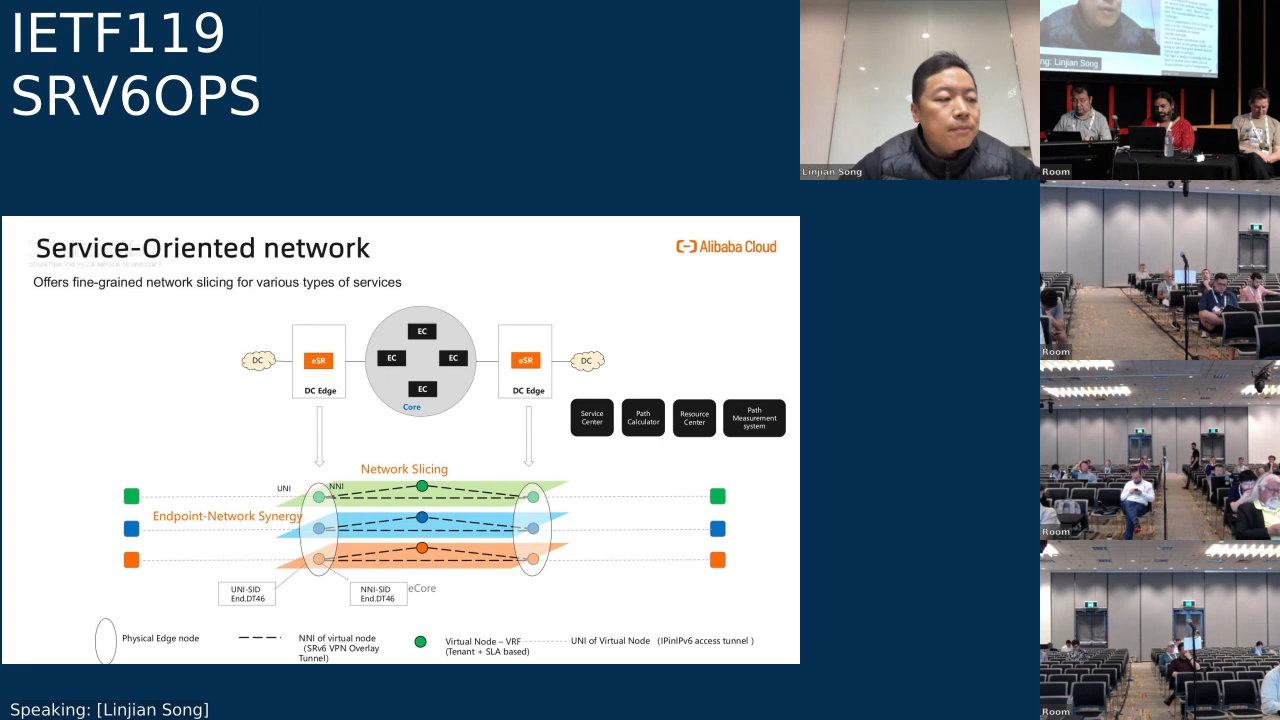 IETF119
SRV6OPS
Linjian Song
ng: Linjian Song
Room
Room
Room
Room
Service-Oriented network
Alibaba Cloud
Offers fine-grained network slicing for various types of services
DC
eSR
DC Edge
EC
EC
EC
EC
Core
eSR
DC Edge
DC
Service
Center
Path
Calculator
Resource
Center
Path
Measurement
system
Network Slicing
UNI
NNI
Endpoint-Network Synergy
UNI-SID
End.DT46
NNI-SID
End.DT46
eCore
Physical Edge node
NNI of virtual node
（SRv6 VPN Overlay
Tunnel)
Virtual Node – VRF
(Tenant + SLA based)
UNI of Virtual Node （IPinIPv6 access tunnel ）
Speaking: [Linjian Song]